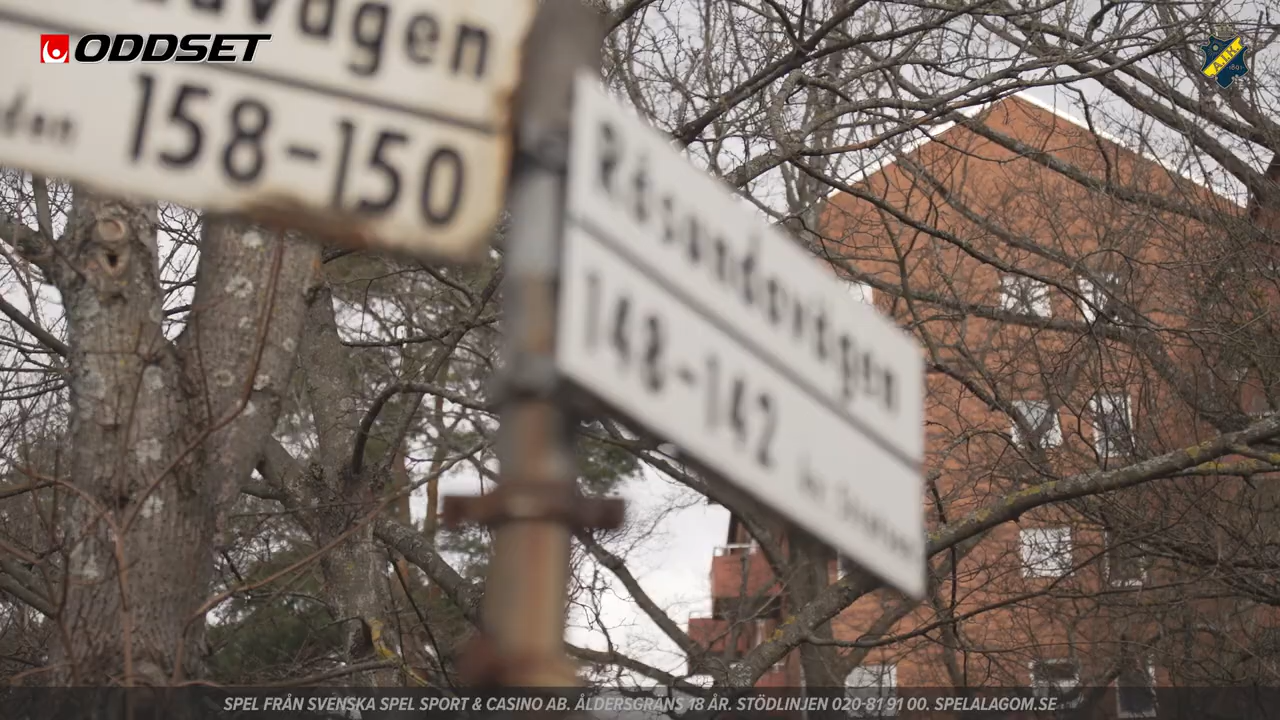 ODDSET
158-150
Råsundavägen
148-142
A.I.K.
1891
SPEL FRÅN SVENSKA SPEL SPORT & CASINO AB. ÅLDERSGRÄNS 18 ÅR. STÖDLINJEN 020-81 91 00. SPELALAGOM.SE